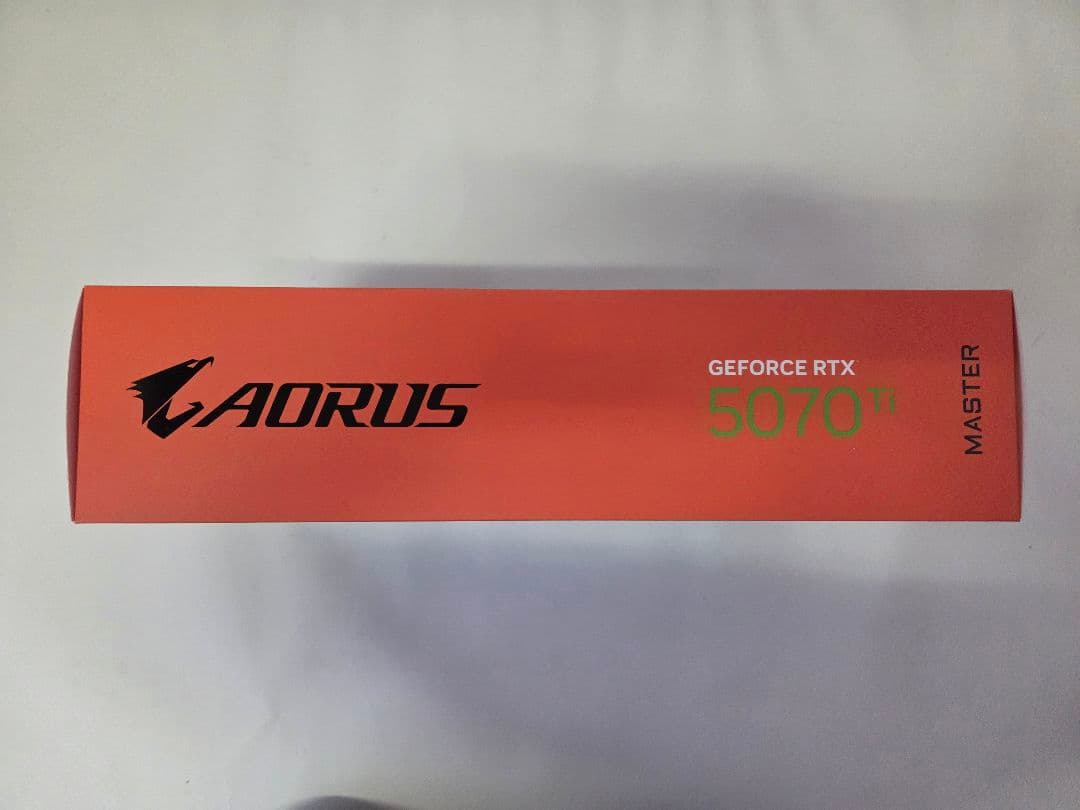 AORUS
GEFORCE RTX
5070 Ti
MASTER